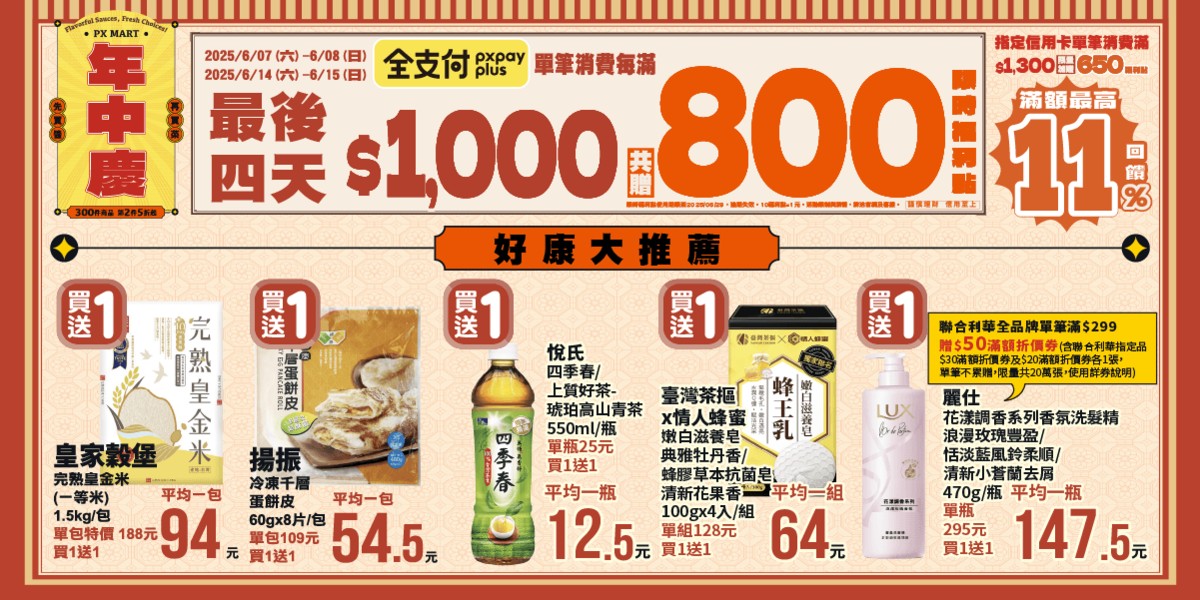 Flavorful Sauces, Fresh Choices!
• PX MART •
年中慶
先買醬
再買菜
300件商品 第2件5折起
2025/6/07 (六) –6/08 (日)
2025/6/14 (六) –6/15 (日)
全支付 pxpay plus
單筆消費每滿
最後四天
$1,000
共贈
800
限時福利點
謹慎理財 信用至上
指定信用卡單筆消費滿
$1,300
650
滿額最高
11
回饋%
好康大推薦
買1送
完熟皇金米
皇家穀堡
完熟皇金米
(一等米)
1.5kg/包
單包特價 188元
買1送1
平均一包
94元
買1送
層蛋餅皮
揚振
冷凍千層
蛋餅皮
60gx8片/包
單包109元
買1送1
平均一包
54.5元
買1送
四季春
悅氏
四季春/
上質好茶-
琥珀高山青茶
550ml/瓶
單瓶25元
買1送1
平均一瓶
12.5元
買1送
嫩白滋養皂
蜂王乳
臺灣茶摳
x情人蜂蜜
嫩白滋養皂/
典雅牡丹香/
蜂膠草本抗菌皂/
清新花果香
100gx4入/組
單組128元
買1送1
平均一組
64元
買1送
LUX
聯合利華全品牌單筆滿$299
贈$50滿額折價券(含聯合利華指定品
$30滿額折價券及$20滿額折價券各1張,
單筆不累贈,限量共20萬張,使用詳券說明)
麗仕
花漾調香系列香氛洗髮精
浪漫玫瑰豐盈/
恬淡藍風鈴柔順/
清新小蒼蘭去屑
470g/瓶
單瓶
295元
買1送1
平均一瓶
147.5元